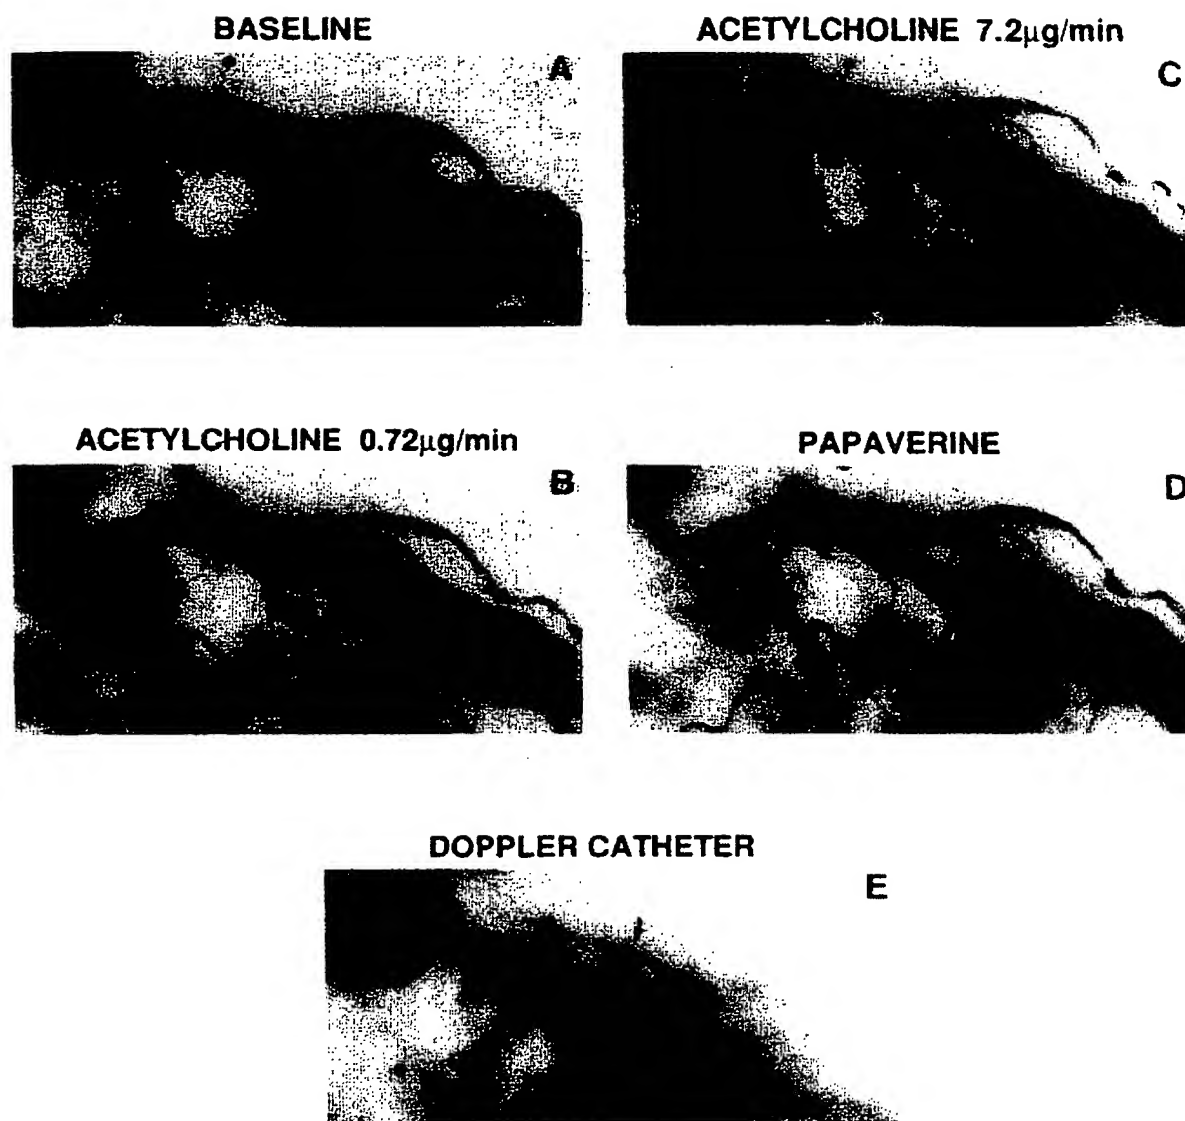 BASELINE
A
ACETYLCHOLINE 7.2µg/min
C
ACETYLCHOLINE 0.72µg/min
B
PAPAVERINE
D
DOPPLER CATHETER
E